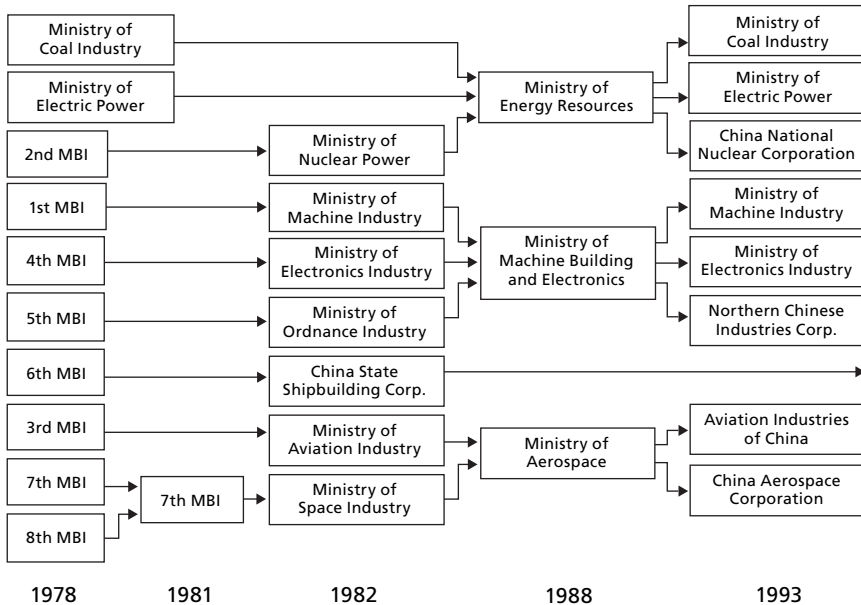 Ministry of
Coal Industry
Ministry of
Electric Power
2nd MBI
1st MBI
4th MBI
5th MBI
6th MBI
3rd MBI
7th MBI
8th MBI
7th MBI
Ministry of
Nuclear Power
Ministry of
Machine Industry
Ministry of
Electronics Industry
Ministry of
Ordnance Industry
China State
Shipbuilding Corp.
Ministry of
Aviation Industry
Ministry of
Space Industry
Ministry of
Energy Resources
Ministry of
Machine Building
and Electronics
Ministry of
Aerospace
Ministry of
Coal Industry
Ministry of
Electric Power
China National
Nuclear Corporation
Ministry of
Machine Industry
Ministry of
Electronics Industry
Northern Chinese
Industries Corp.
Aviation Industries
of China
China Aerospace
Corporation
1978 1981 1982 1988 1993